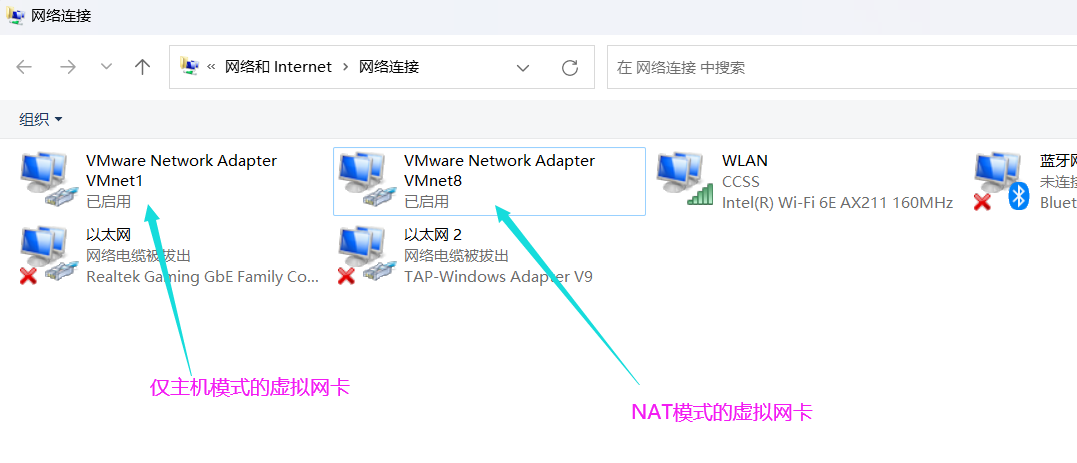 网络连接
« 网络和 Internet › 网络连接
在 网络连接 中搜索
组织
VMware Network Adapter
VMnet1
已启用
VMware Network Adapter
VMnet8
已启用
WLAN
CCSS
Intel(R) Wi-Fi 6E AX211 160MHz
蓝牙网
未连接
Bluet
以太网
网络电缆被拔出
Realtek Gaming GbE Family Co...
以太网 2
网络电缆被拔出
TAP-Windows Adapter V9
仅主机模式的虚拟网卡
NAT模式的虚拟网卡